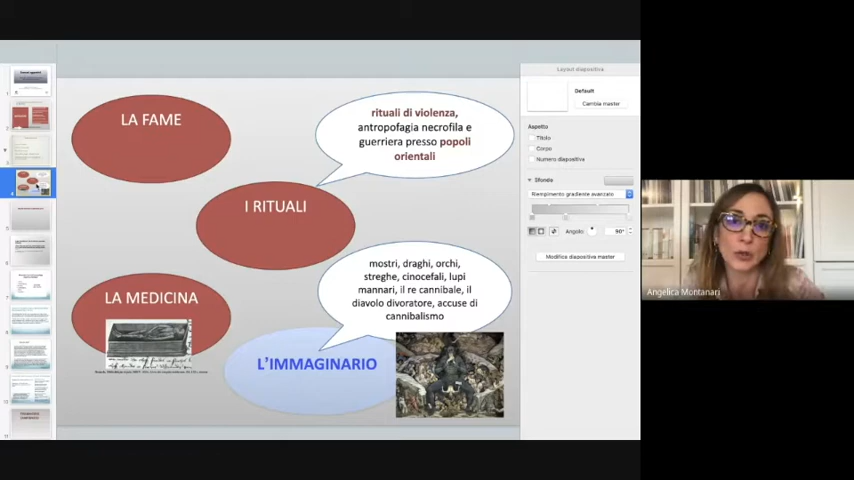 LA FAME
rituali di violenza,
antropofagia necrofila e
guerriera presso popoli
orientali
I RITUALI
mostri, draghi, orchi,
streghe, cinocefali, lupi
mannari, il re cannibale, il
diavolo divoratore, accuse di
cannibalismo
LA MEDICINA
L'IMMAGINARIO
Layout diapositiva
Default
Cambia master
Aspetto
Titolo
Corpo
Numero diapositiva
Sfondo
Riempimento gradiente avanzato
Angolo:
90°
Modifica diapositiva master
Angelica Montanari